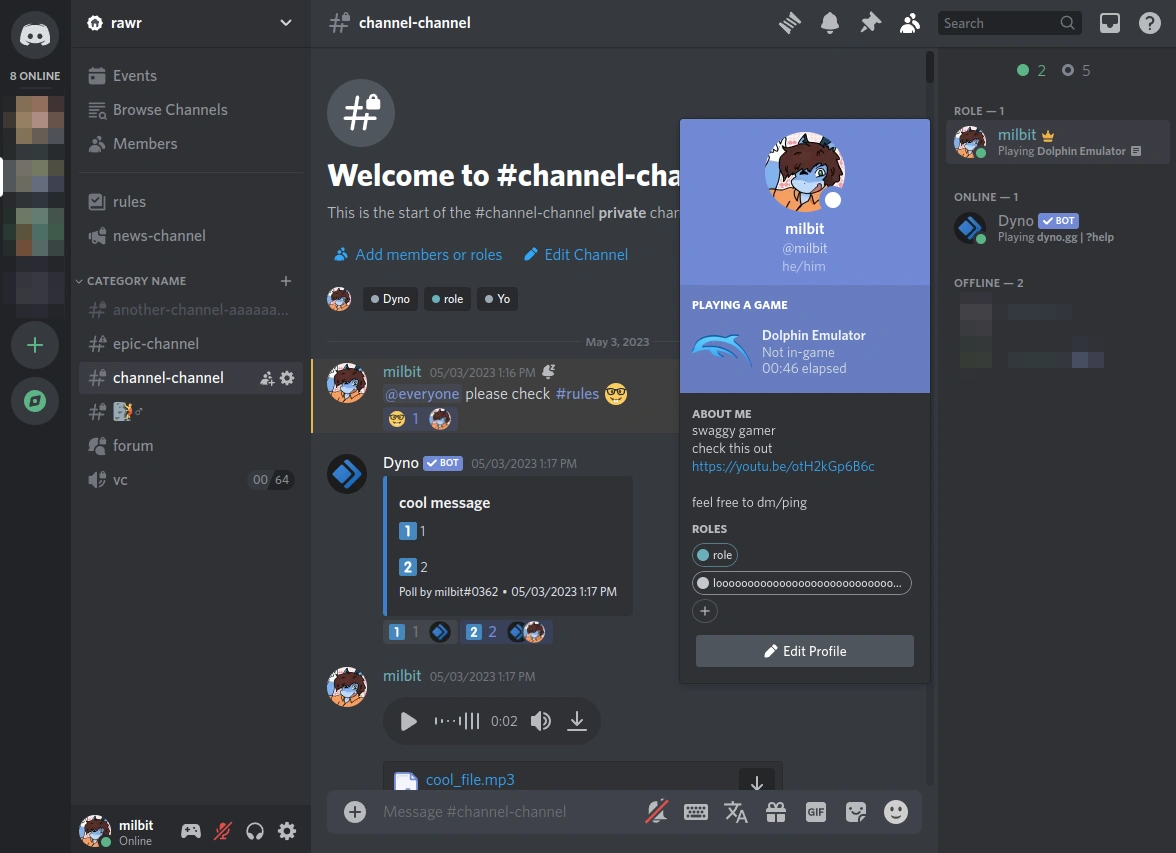 8 ONLINE
rawr
Events
Browse Channels
Members
rules
news-channel
CATEGORY NAME
another-channel-aaaaaa...
epic-channel
channel-channel
forum
vc
00 64
milbit
Online
channel-channel
Search
Welcome to #channel-cha
This is the start of the #channel-channel private chan
Add members or roles
Edit Channel
Dyno
role
Yo
May 3, 2023
milbit 05/03/2023 1:16 PM
@everyone please check #rules
1
Dyno BOT 05/03/2023 1:17 PM
cool message
1 1
2 2
Poll by milbit#0362 • 05/03/2023 1:17 PM
1 1
2 2
milbit 05/03/2023 1:17 PM
0:02
cool_file.mp3
Message #channel-channel
GIF
milbit
@milbit
he/him
PLAYING A GAME
Dolphin Emulator
Not in-game
00:46 elapsed
ABOUT ME
swaggy gamer
check this out
https://youtu.be/otH2kGp6B6c
feel free to dm/ping
ROLES
role
looooooooooooooooooooooooooooo...
Edit Profile
2 5
ROLE — 1
milbit
Playing Dolphin Emulator
ONLINE — 1
Dyno BOT
Playing dyno.gg | ?help
OFFLINE — 2